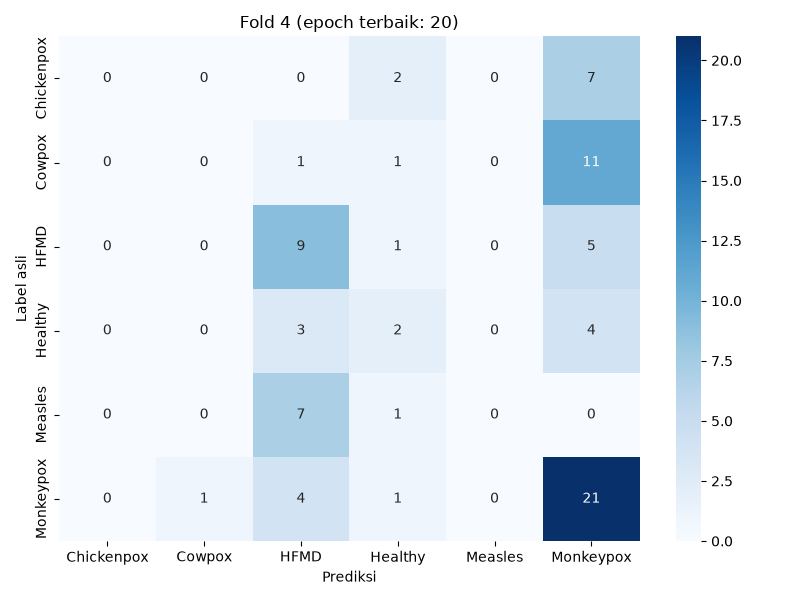 Fold 4 (epoch terbaik: 20)
Label asli
Chickenpox 0 0 0 2 0 7
Cowpox 0 0 1 1 0 11
HFMD 0 0 9 1 0 5
Healthy 0 0 3 2 0 4
Measles 0 0 7 1 0 0
Monkeypox 0 1 4 1 0 21
Chickenpox Cowpox HFMD Healthy Measles Monkeypox
Prediksi
20.0
17.5
15.0
12.5
10.0
7.5
5.0
2.5
0.0